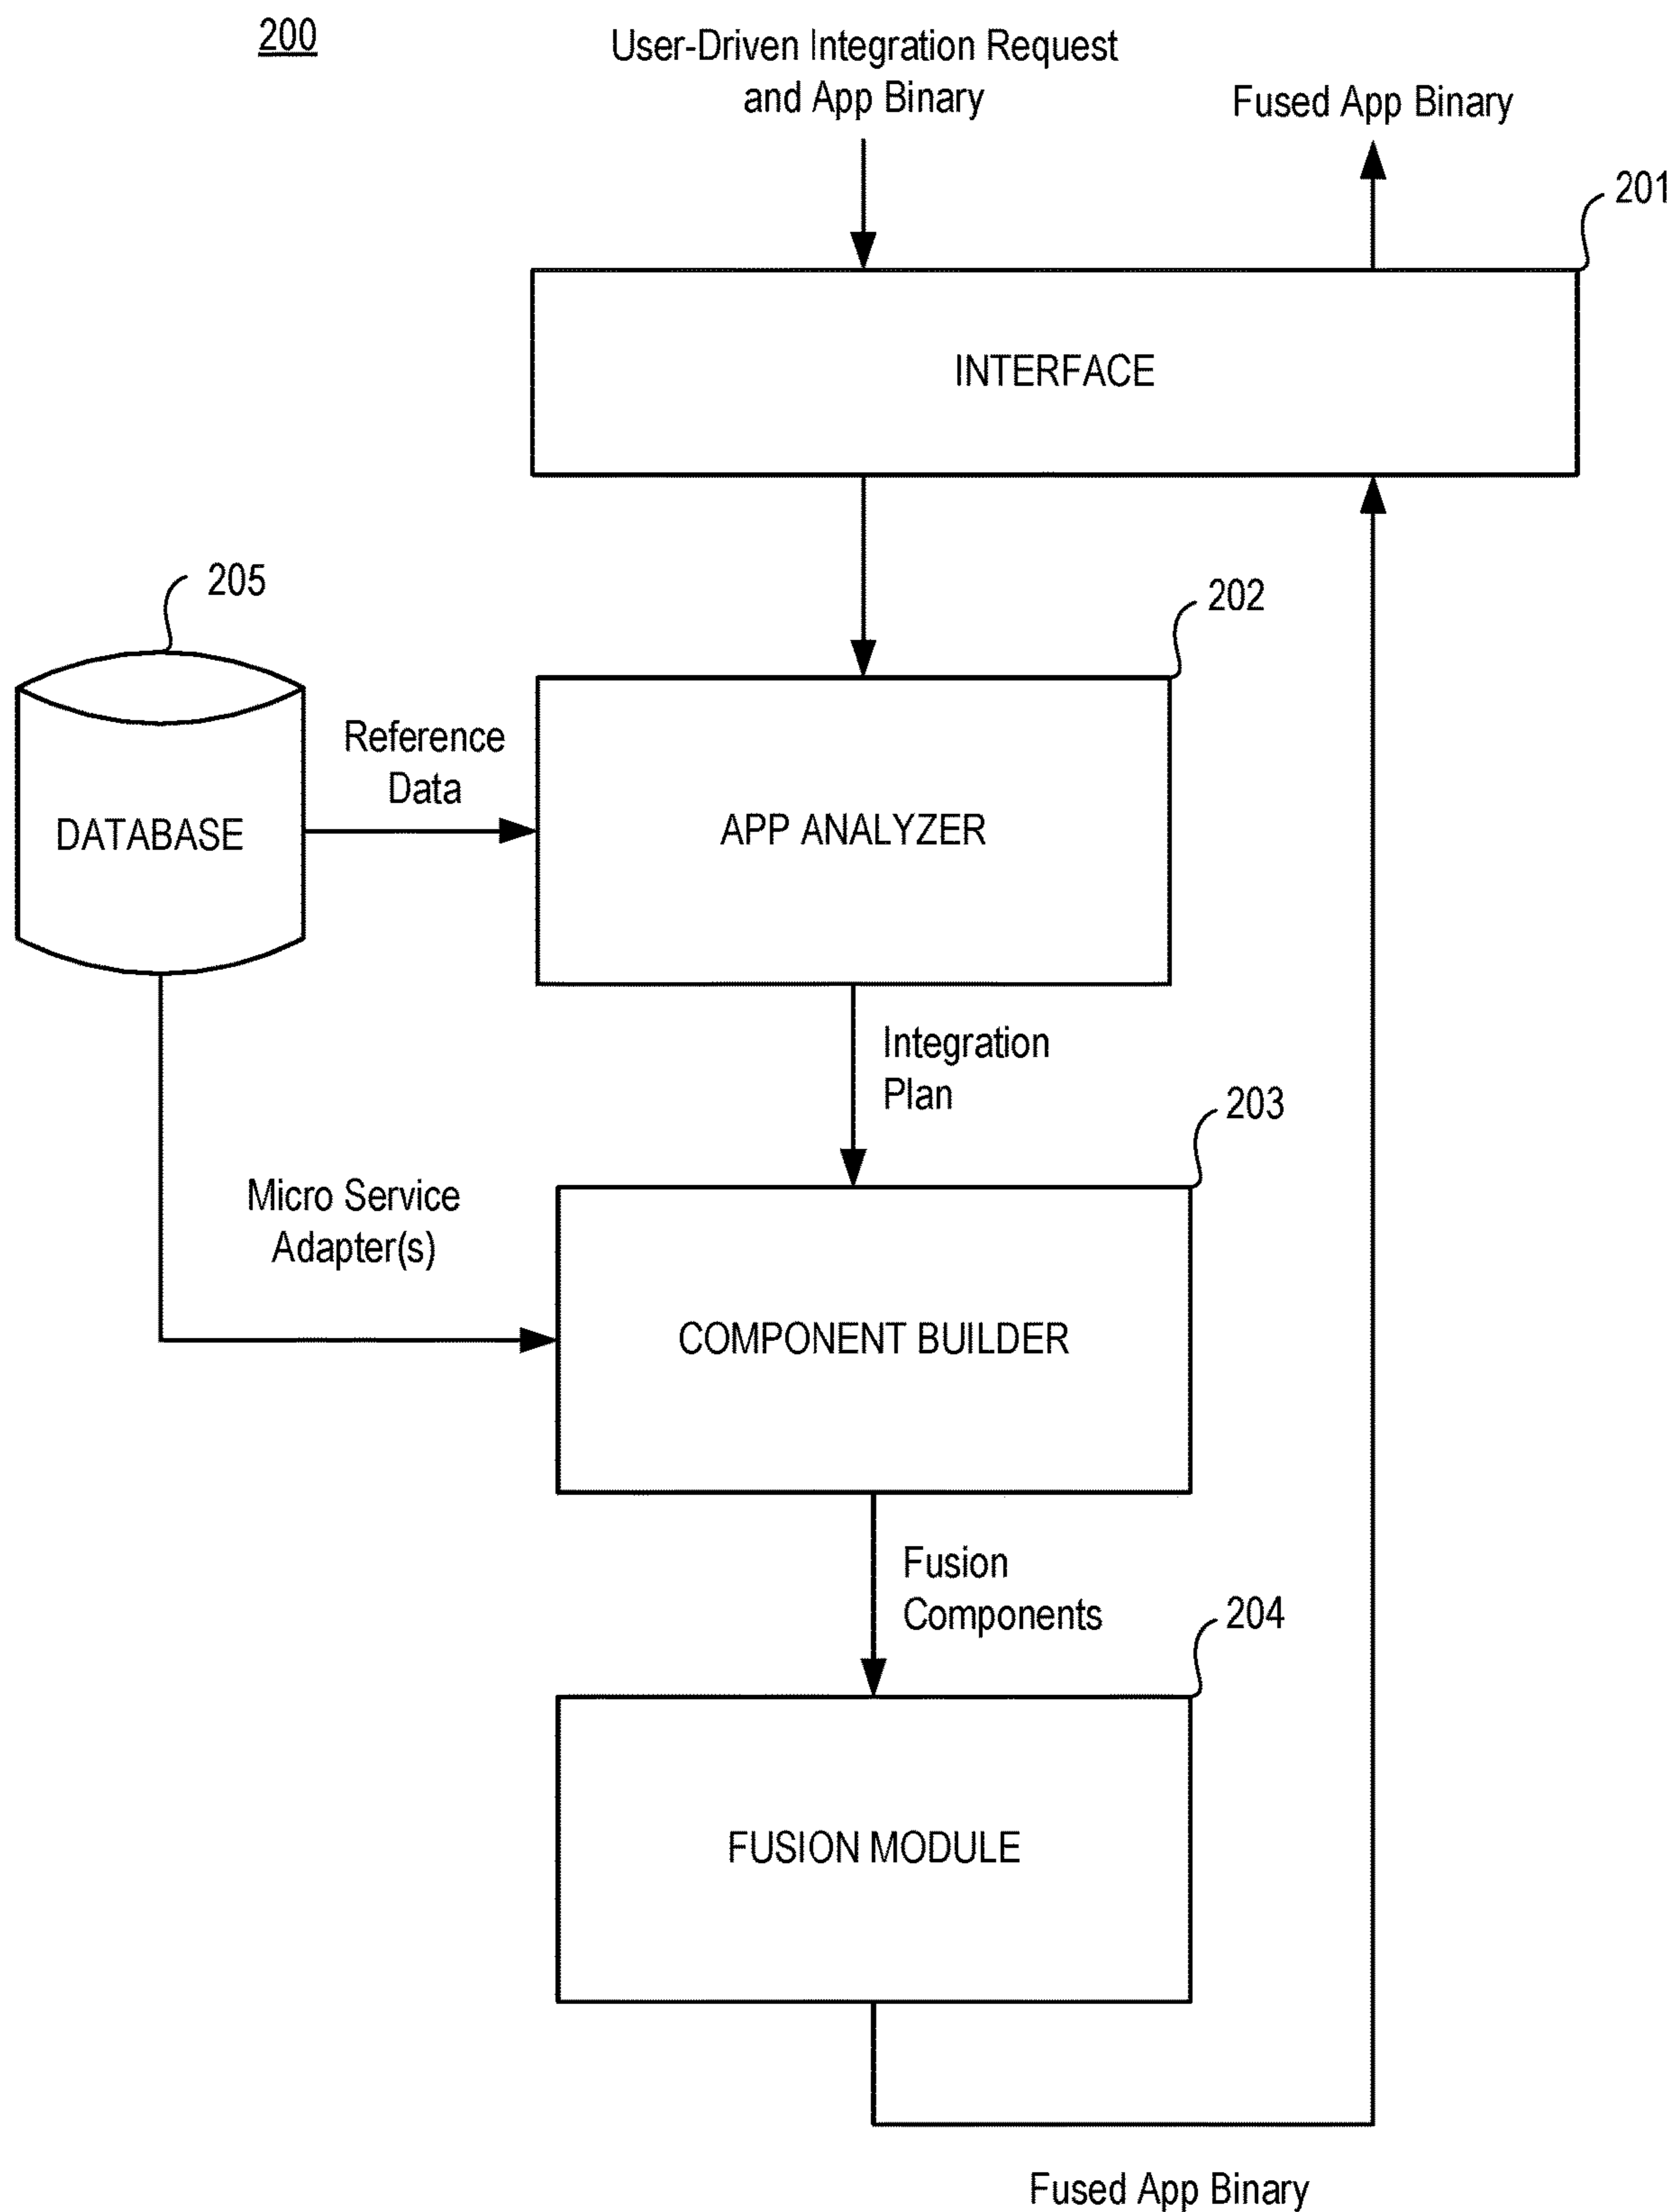 200
User-Driven Integration Request
and App Binary
Fused App Binary
201
INTERFACE
205
202
Reference
Data
DATABASE
APP ANALYZER
Integration
Plan
203
Micro Service
Adapter(s)
COMPONENT BUILDER
Fusion
Components
204
FUSION MODULE
Fused App Binary